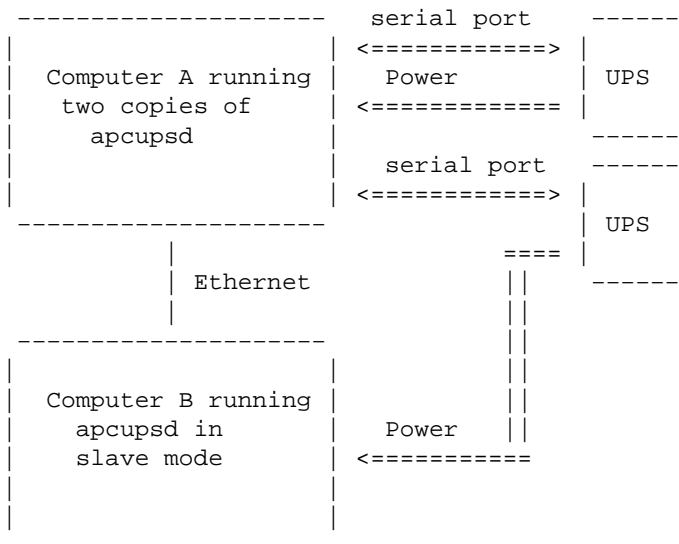 serial port
Computer A running Power UPS
two copies of
apcupsd
serial port
UPS
Ethernet
Computer B running
apcupsd in Power
slave mode